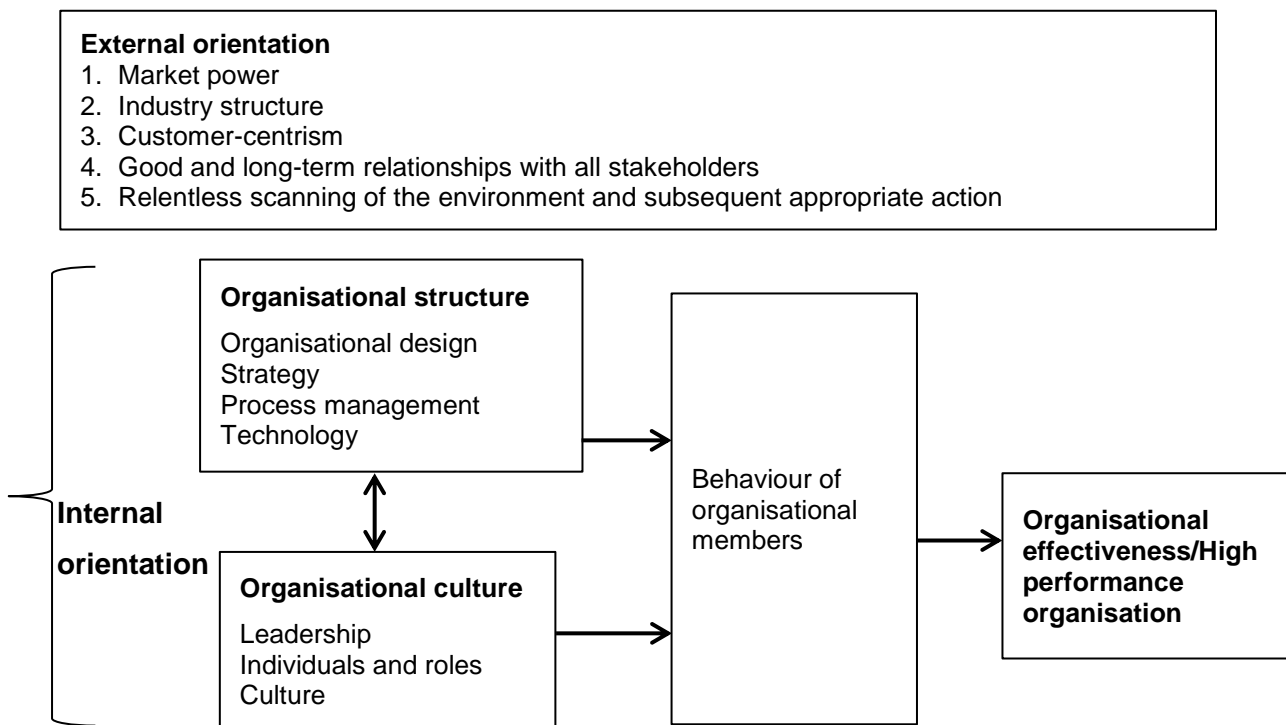 External orientation
1. Market power
2. Industry structure
3. Customer-centrism
4. Good and long-term relationships with all stakeholders
5. Relentless scanning of the environment and subsequent appropriate action
Organisational structure
Organisational design
Strategy
Process management
Technology
Internal
orientation
Organisational culture
Leadership
Individuals and roles
Culture
Behaviour of
organisational
members
Organisational
effectiveness/High
performance
organisation